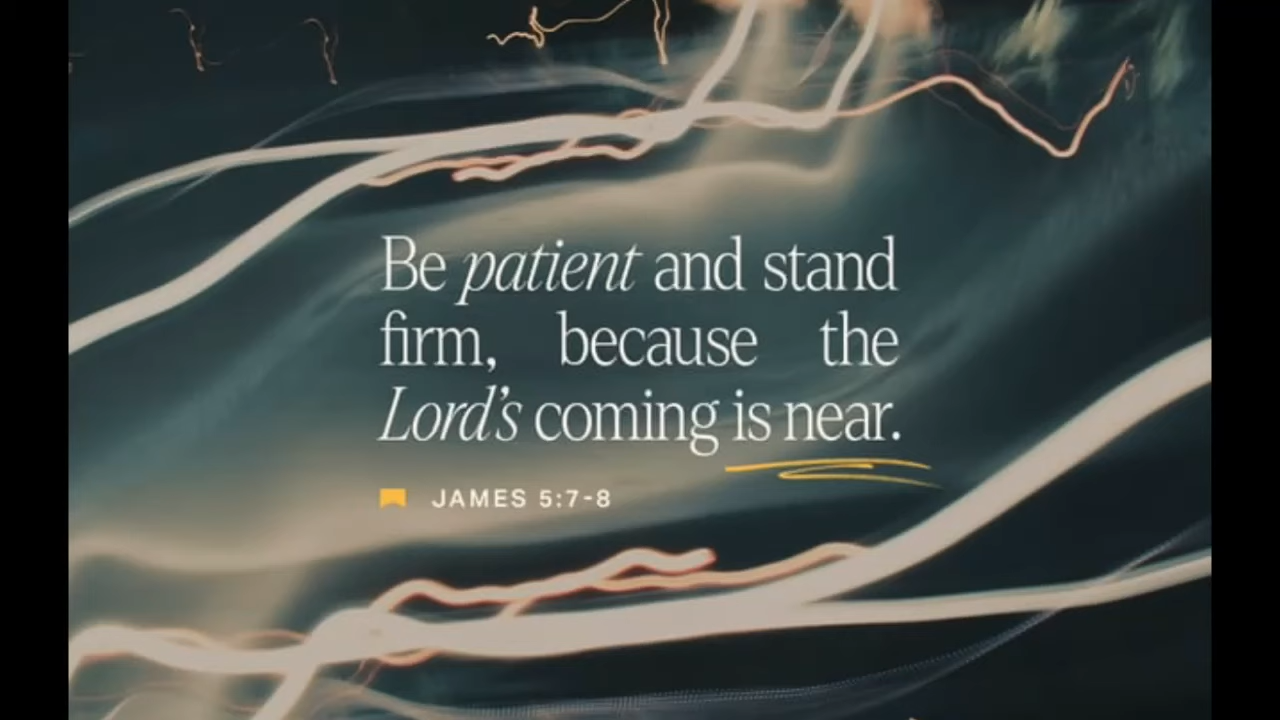 Be patient and stand
firm, because the
Lord's coming is near.
JAMES 5:7-8